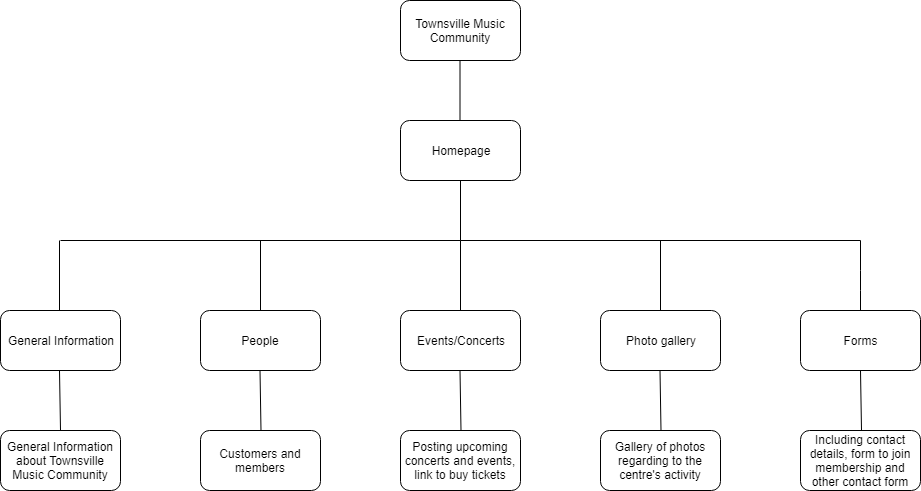 Townsville Music
Community
Homepage
General Information
People
Events/Concerts
Photo gallery
Forms
General Information
about Townsville
Music Community
Customers and
members
Posting upcoming
concerts and events,
link to buy tickets
Gallery of photos
regarding to the
centre's activity
Including contact
details, form to join
membership and
other contact form